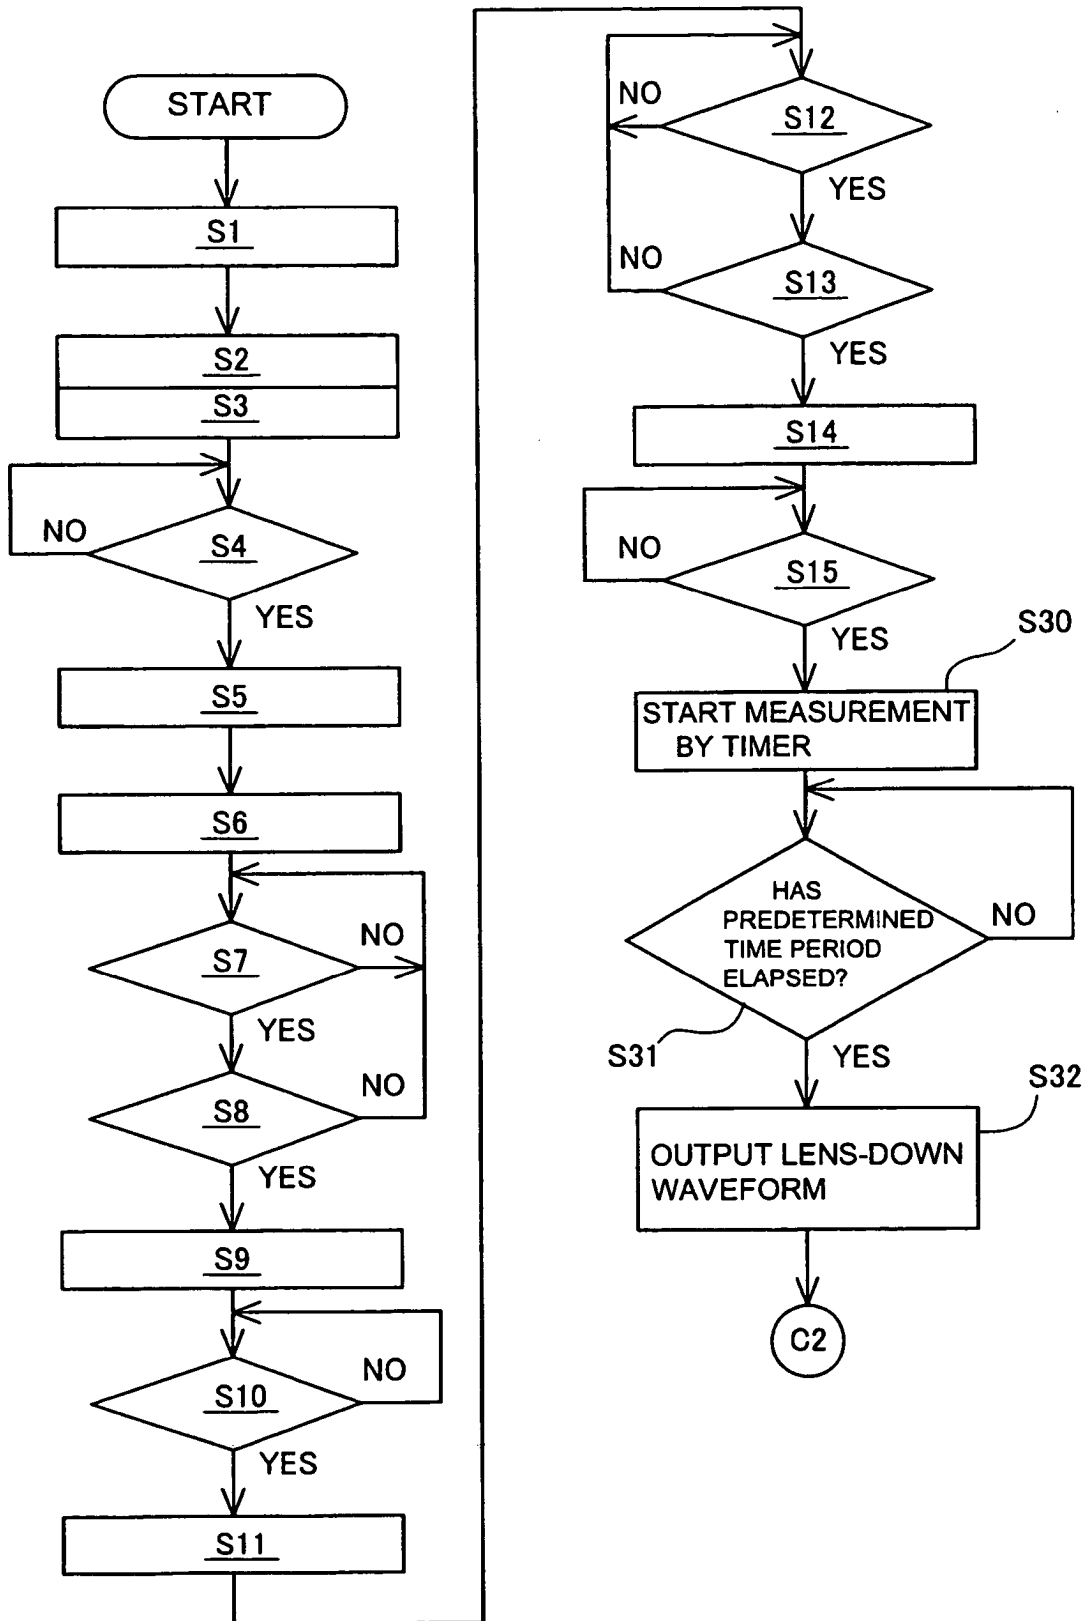 START
S1
S2
S3
S4
NO
YES
S5
S6
S7
NO
YES
S8
NO
YES
S9
S10
NO
YES
S11
S12
NO
YES
S13
NO
YES
S14
S15
NO
YES
S30
START MEASUREMENT
BY TIMER
HAS
PREDETERMINED
TIME PERIOD
ELAPSED?
NO
S31
YES
S32
OUTPUT LENS-DOWN
WAVEFORM
C2